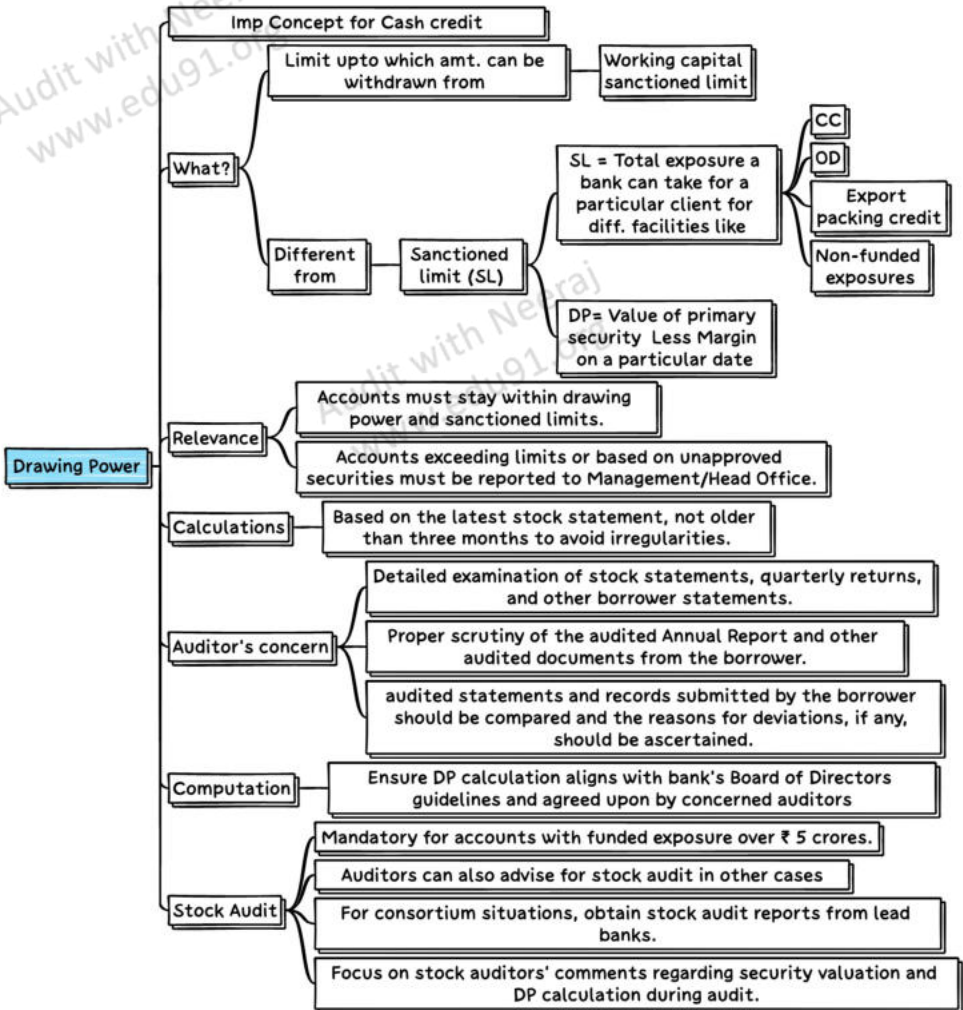 Imp Concept for Cash credit
Audit with Neeraj
www.edu91.org
Limit upto which amt. can be
withdrawn from
Working capital
sanctioned limit
What?
CC
OD
Export
packing credit
Non-funded
exposures
SL = Total exposure a
bank can take for a
particular client for
diff. facilities like
Different
from
Sanctioned
limit (SL)
DP= Value of primary
security Less Margin
on a particular date
Audit with Neeraj
www.edu91.org
Drawing Power
Relevance
Accounts must stay within drawing
power and sanctioned limits.
Accounts exceeding limits or based on unapproved
securities must be reported to Management/Head Office.
Calculations
Based on the latest stock statement, not older
than three months to avoid irregularities.
Auditor's concern
Detailed examination of stock statements, quarterly returns,
and other borrower statements.
Proper scrutiny of the audited Annual Report and other
audited documents from the borrower.
audited statements and records submitted by the borrower
should be compared and the reasons for deviations, if any,
should be ascertained.
Computation
Ensure DP calculation aligns with bank's Board of Directors
guidelines and agreed upon by concerned auditors
Stock Audit
Mandatory for accounts with funded exposure over ₹ 5 crores.
Auditors can also advise for stock audit in other cases
For consortium situations, obtain stock audit reports from lead
banks.
Focus on stock auditors' comments regarding security valuation and
DP calculation during audit.